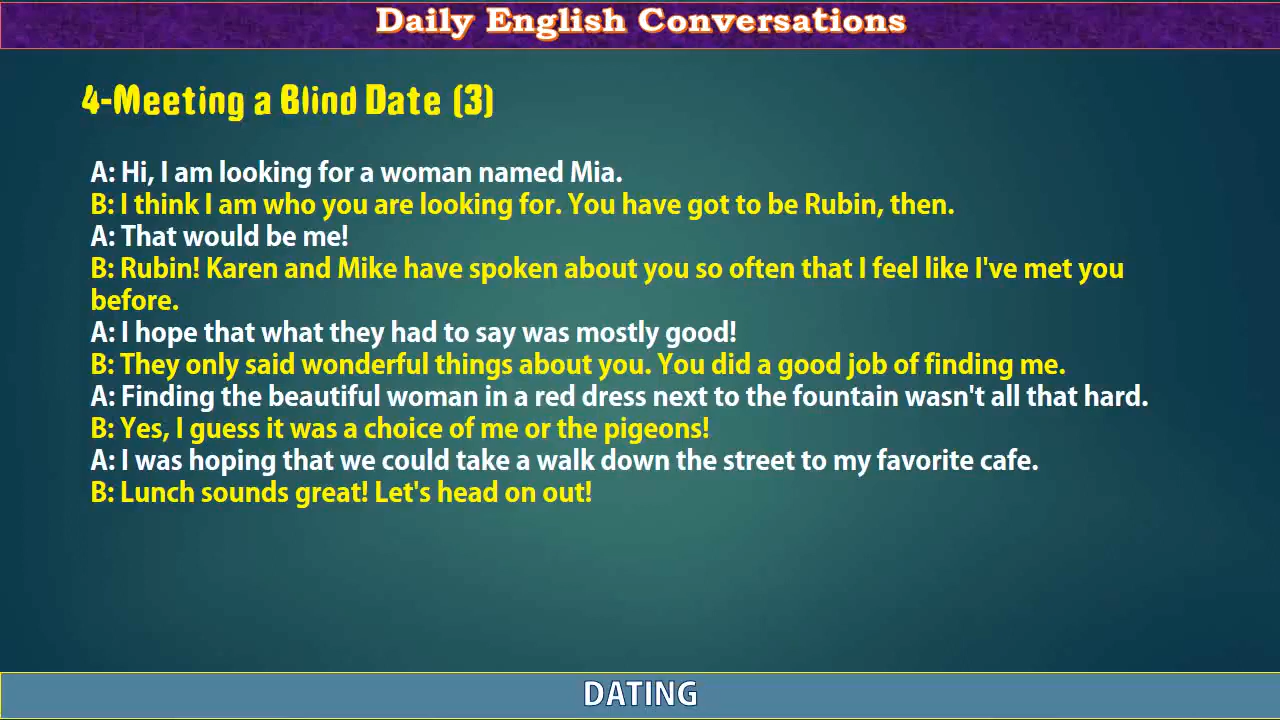 Daily English Conversations
4-Meeting a Blind Date (3)
A: Hi, I am looking for a woman named Mia.
B: I think I am who you are looking for. You have got to be Rubin, then.
A: That would be me!
B: Rubin! Karen and Mike have spoken about you so often that I feel like I've met you
before.
A: I hope that what they had to say was mostly good!
B: They only said wonderful things about you. You did a good job of finding me.
A: Finding the beautiful woman in a red dress next to the fountain wasn't all that hard.
B: Yes, I guess it was a choice of me or the pigeons!
A: I was hoping that we could take a walk down the street to my favorite cafe.
B: Lunch sounds great! Let's head on out!
DATING